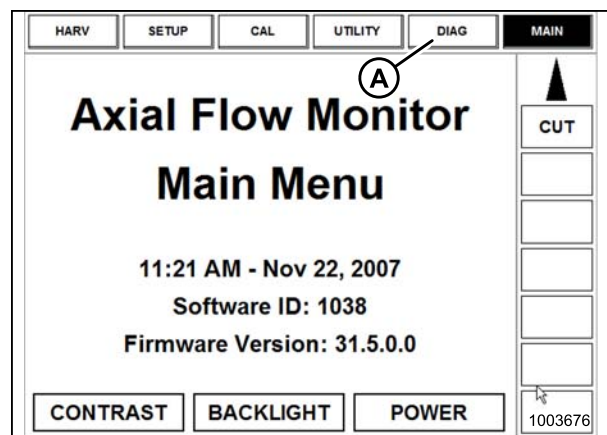 HARV SETUP CAL UTILITY DIAG MAIN
A
CUT
Axial Flow Monitor
Main Menu
11:21 AM - Nov 22, 2007
Software ID: 1038
Firmware Version: 31.5.0.0
CONTRAST BACKLIGHT POWER
1003676